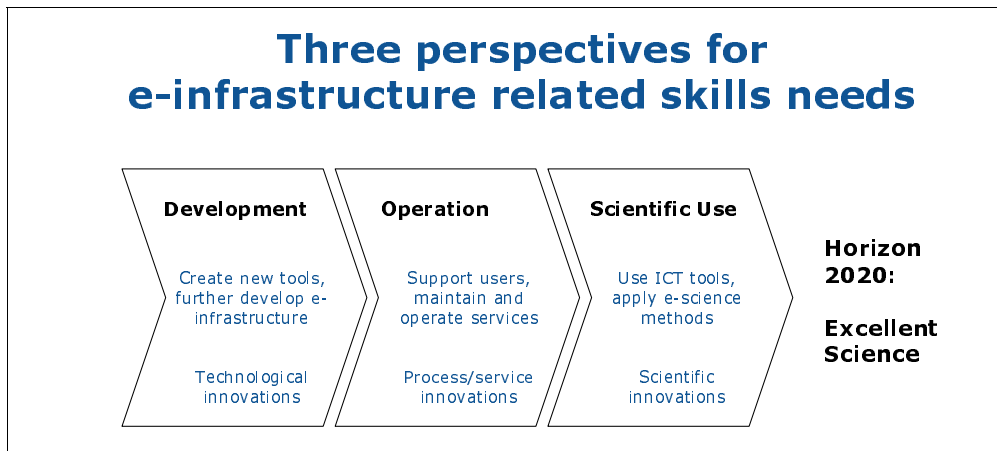 Three perspectives for
e-infrastructure related skills needs
Development
Create new tools,
further develop e-
infrastructure
Technological
innovations
Operation
Support users,
maintain and
operate services
Process/service
innovations
Scientific Use
Use ICT tools,
apply e-science
methods
Scientific
innovations
Horizon
2020:
Excellent
Science